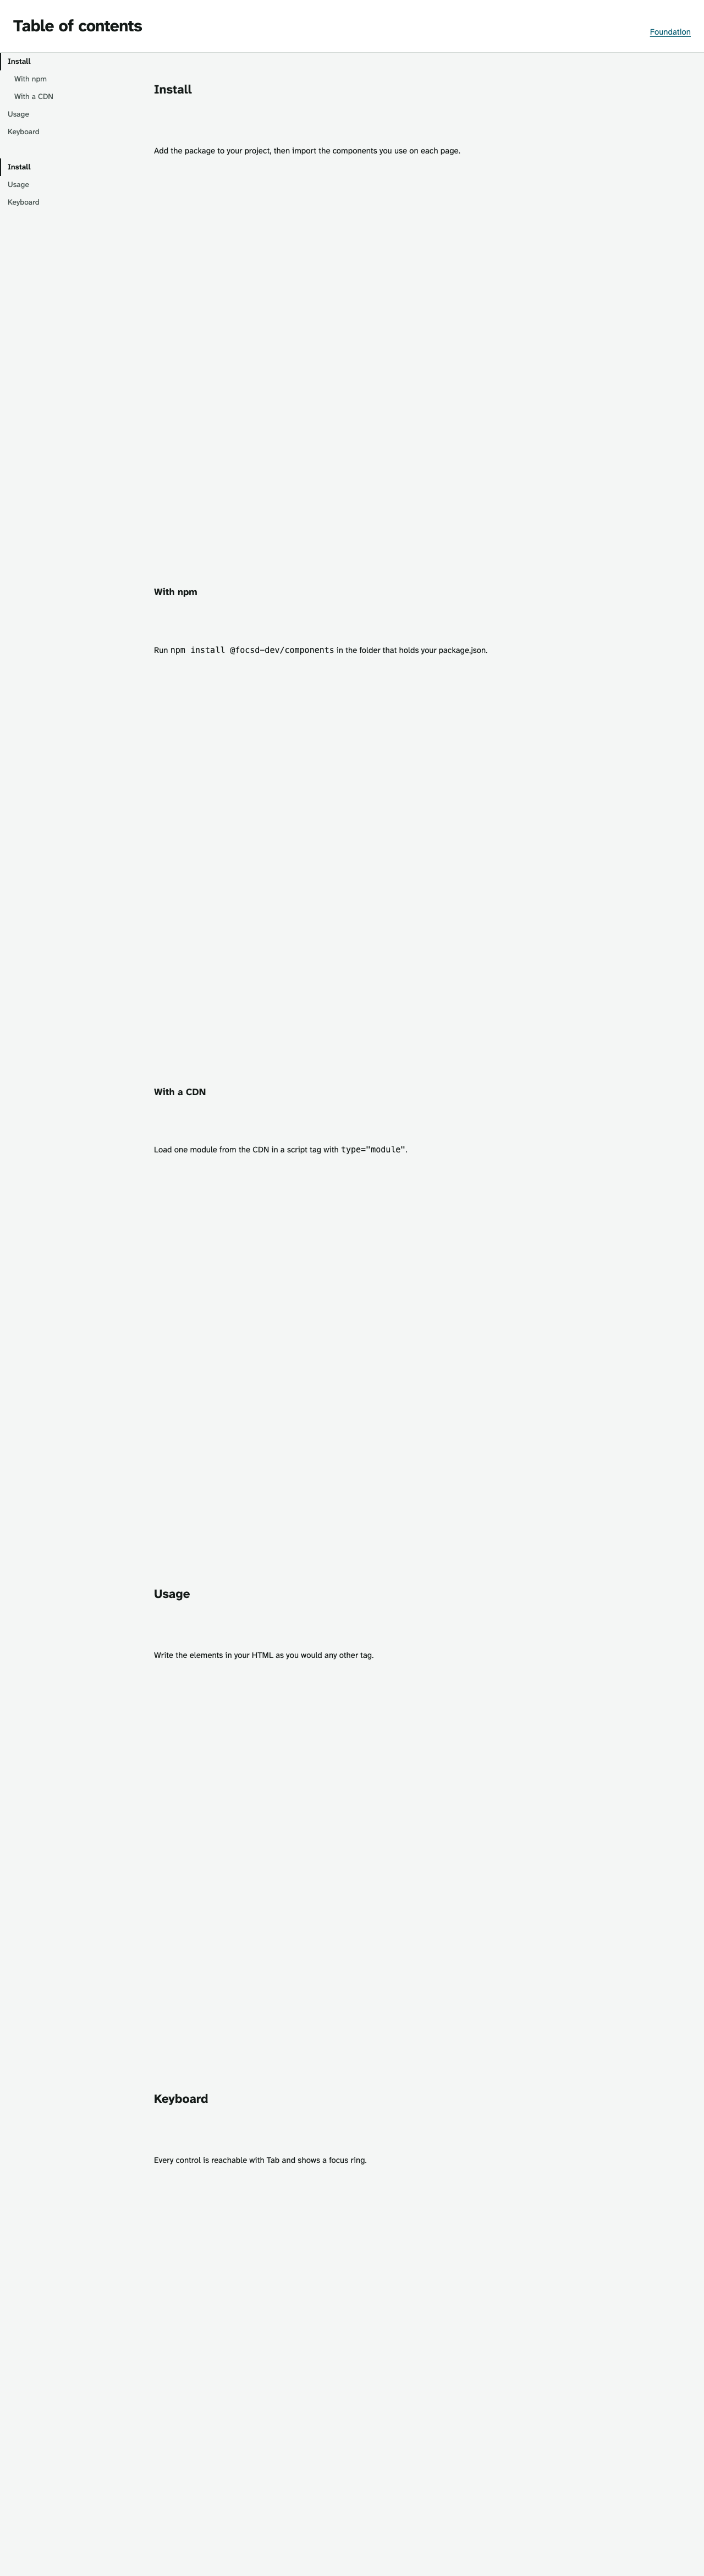 Table of contents
Foundation
Install
With npm
With a CDN
Usage
Keyboard
Install
Usage
Keyboard
Install
Add the package to your project, then import the components you use on each page.
With npm
Run npm install @focsd-dev/components in the folder that holds your package.json.
With a CDN
Load one module from the CDN in a script tag with type="module".
Usage
Write the elements in your HTML as you would any other tag.
Keyboard
Every control is reachable with Tab and shows a focus ring.